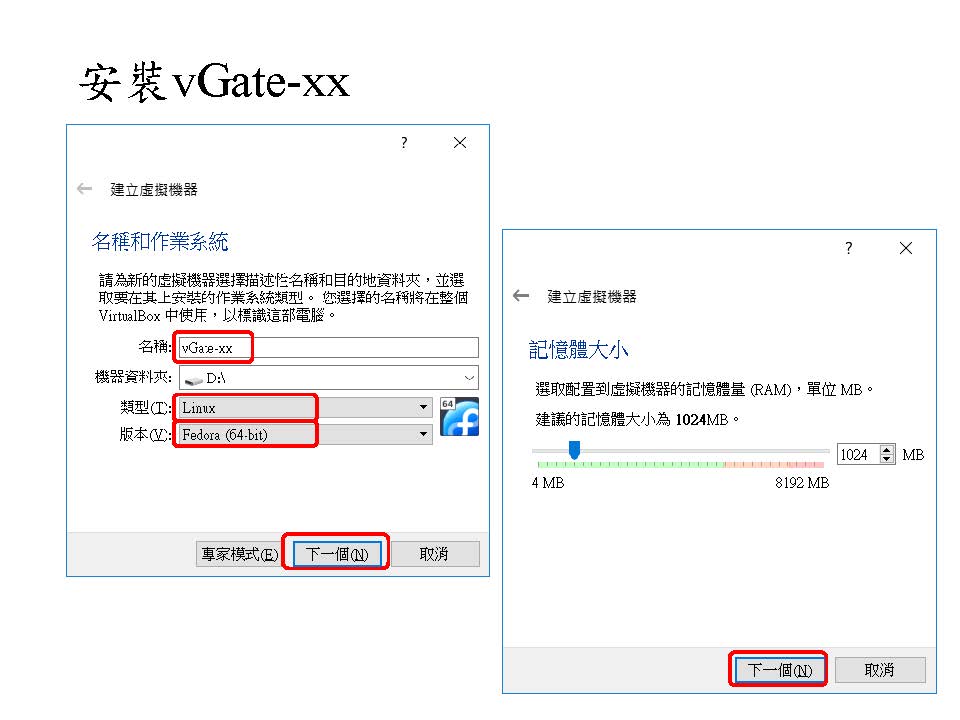 安裝vGate-xx
?
建立虛擬機器
名稱和作業系統
請為新的虛擬機器選擇描述性名稱和目的地資料夾，並選
取要在其上安裝的作業系統類型。 您選擇的名稱將在整個
VirtualBox 中使用，以標識這部電腦。
名稱: vGate-xx
機器資料夾: D:\
類型(T): Linux
64
版本(V): Fedora (64-bit)
專家模式(E) 下一個(N) 取消
?
建立虛擬機器
記憶體大小
選取配置到虛擬機器的記憶體量 (RAM)，單位 MB。
建議的記憶體大小為 1024MB。
1024 MB
4 MB 8192 MB
下一個(N) 取消